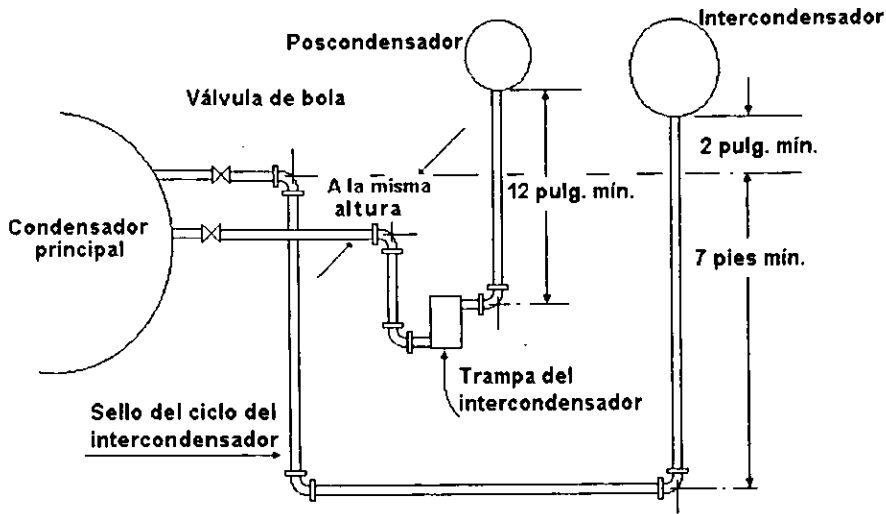 Intercondensador
Poscondensador
Válvula de bola
2 pulg. mín.
A la misma
altura
12 pulg. mín.
Condensador
principal
7 pies mín.
Trampa del
intercondensador
Sello del ciclo del
intercondensador